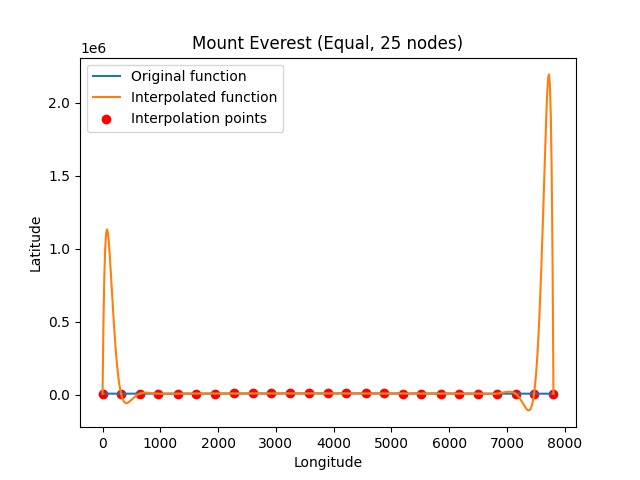 Mount Everest (Equal, 25 nodes)
1e6
Original function
Interpolated function
Interpolation points
2.0
1.5
1.0
0.5
0.0
Latitude
0 1000 2000 3000 4000 5000 6000 7000 8000
Longitude